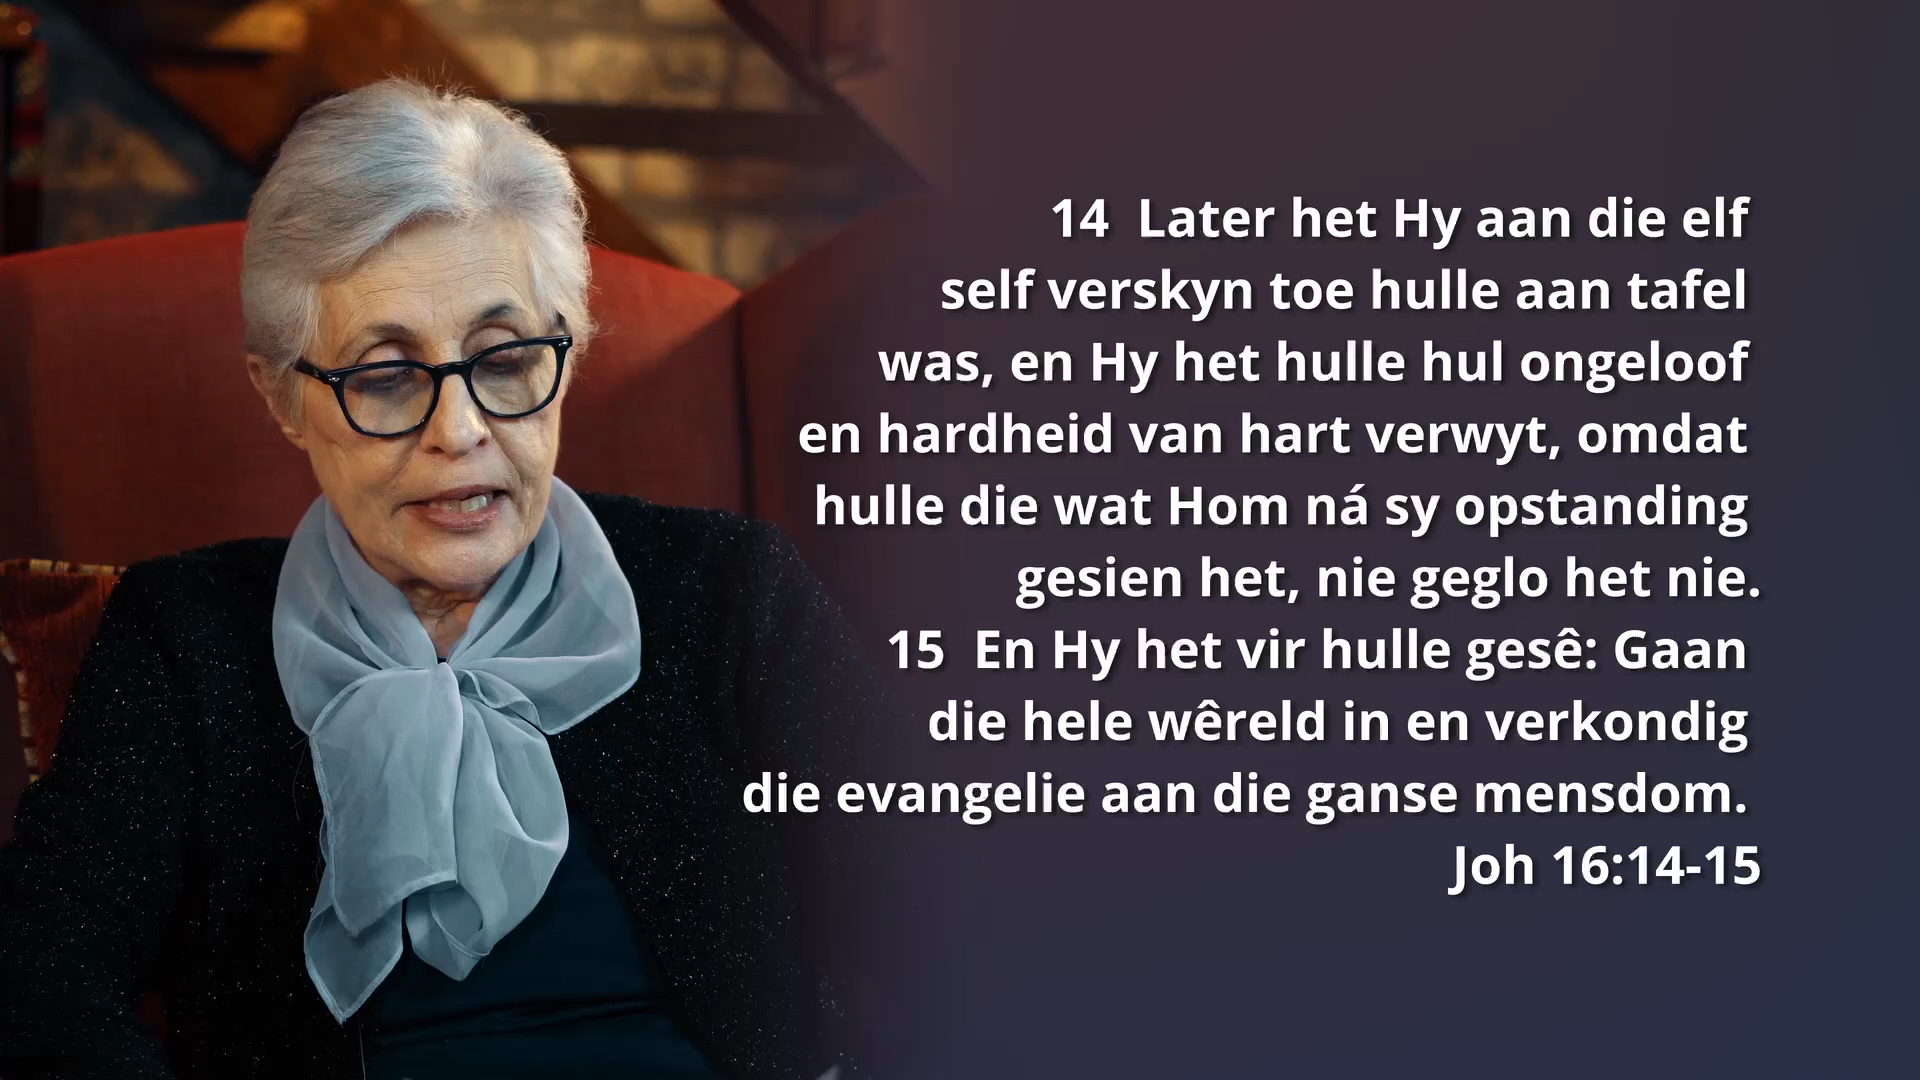 14  Later het Hy aan die elf
self verskyn toe hulle aan tafel
was, en Hy het hulle hul ongeloof
en hardheid van hart verwyt, omdat
hulle die wat Hom ná sy opstanding
gesien het, nie geglo het nie.
15  En Hy het vir hulle gesê: Gaan
die hele wêreld in en verkondig
die evangelie aan die ganse mensdom.
Joh 16:14-15